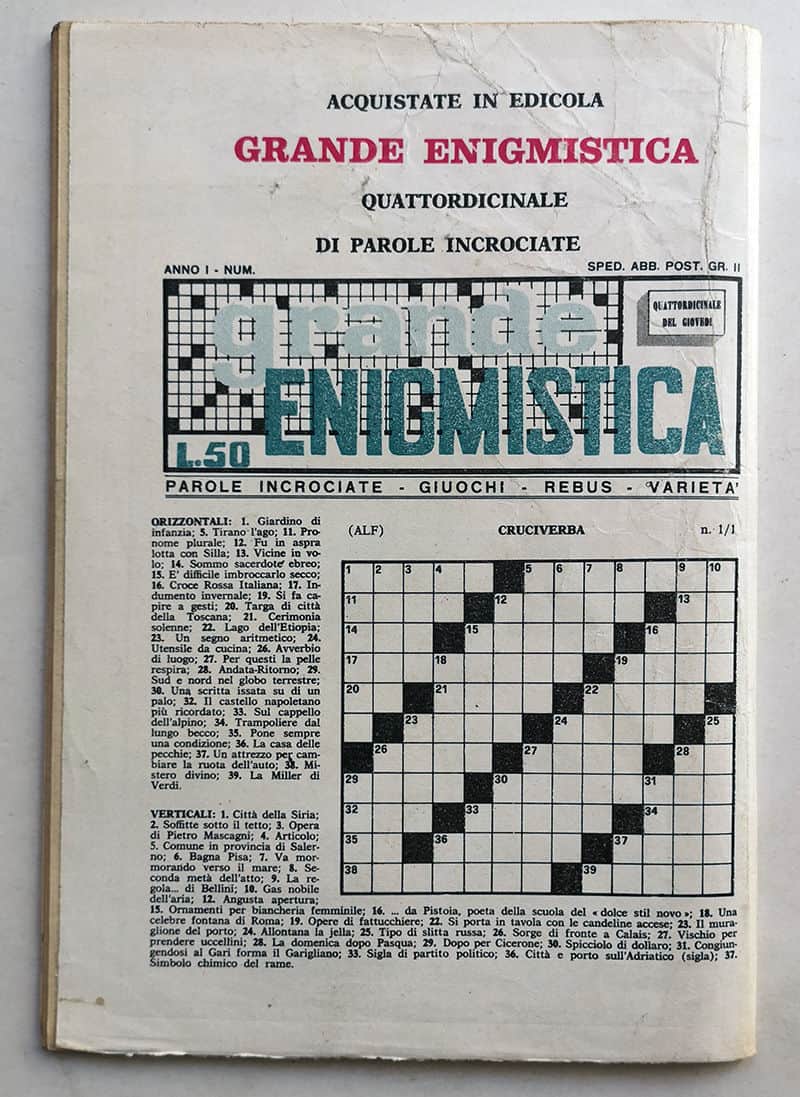 ACQUISTATE IN EDICOLA
GRANDE ENIGMISTICA
QUATTORDICINALE
DI PAROLE INCROCIATE
ANNO I - NUM.
SPED. ABB. POST. GR. II
grande
QUATTORDICINALE
DEL GIOVEDI
ENIGMISTICA
L.50
PAROLE INCROCIATE - GIUOCHI - REBUS - VARIETA'
ORIZZONTALI: 1. Giardino di
infanzia; 5. Tirano l'ago; 11. Pro-
nome plurale; 12. Fu in aspra
lotta con Silla; 13. Vicine in vo-
lo; 14. Sommo sacerdote ebreo;
15. E' difficile imbroccarlo secco;
16. Croce Rossa Italiana; 17. In-
dumento invernale; 19. Si fa ca-
pire a gesti; 20. Targa di città
della Toscana; 21. Cerimonia
solenne; 22. Lago dell'Etiopia;
23. Un segno aritmetico; 24.
Utensile da cucina; 26. Avverbio
di luogo; 27. Per questi la pelle
respira; 28. Andata-Ritorno; 29.
Sud e nord nel globo terrestre;
30. Una scritta issata su di un
palo; 32. Il castello napoletano
più ricordato; 33. Sul cappello
dell'alpino; 34. Trampoliere dal
lungo becco; 35. Pone sempre
una condizione; 36. La casa delle
pecchie; 37. Un attrezzo per cam-
biare la ruota dell'auto; 38. Mi-
stero divino; 39. La Miller di
Verdi.
VERTICALI: 1. Città della Siria;
2. Soffitte sotto il tetto; 3. Opera
di Pietro Mascagni; 4. Articolo;
5. Comune in provincia di Saler-
no; 6. Bagna Pisa; 7. Va mor-
morando verso il mare; 8. Se-
conda metà dell'atto; 9. La re-
gola... di Bellini; 10. Gas nobile
dell'aria; 12. Angusta apertura;
15. Ornamenti per biancheria femminile; 16. ... da Pistoia, poeta della scuola del « dolce stil novo »; 18. Una
celebre fontana di Roma; 19. Opere di fattucchiere; 22. Si porta in tavola con le candeline accese; 23. Il mura-
glione del porto; 24. Allontana la jella; 25. Tipo di slitta russa; 26. Sorge di fronte a Calais; 27. Vischio per
prendere uccellini; 28. La domenica dopo Pasqua; 29. Dopo per Cicerone; 30. Spicciolo di dollaro; 31. Congiun-
gendosi al Gari forma il Garigliano; 33. Sigla di partito politico; 36. Città e porto sull'Adriatico (sigla); 37.
Simbolo chimico del rame.
(ALF) CRUCIVERBA n. 1/1
1 2 3 4 5 6 7 8 9 10
11 12 13
14 15 16
17 18 19
20 21 22
23 24 25
26 27 28
29 30 31
32 33 34
35 36 37
38 39